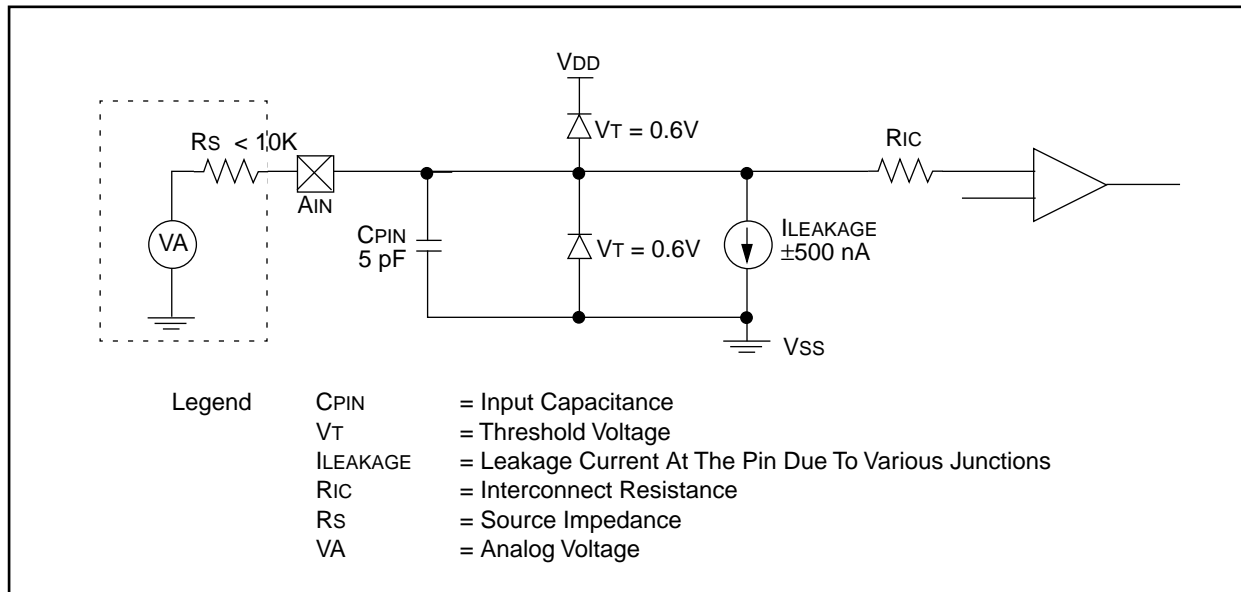 VDD
VT = 0.6V
RS < 10K
RIC
AIN
CPIN
5 pF
VA
VT = 0.6V
ILEAKAGE
±500 nA
VSS
Legend CPIN = Input Capacitance
VT = Threshold Voltage
ILEAKAGE = Leakage Current At The Pin Due To Various Junctions
RIC = Interconnect Resistance
RS = Source Impedance
VA = Analog Voltage